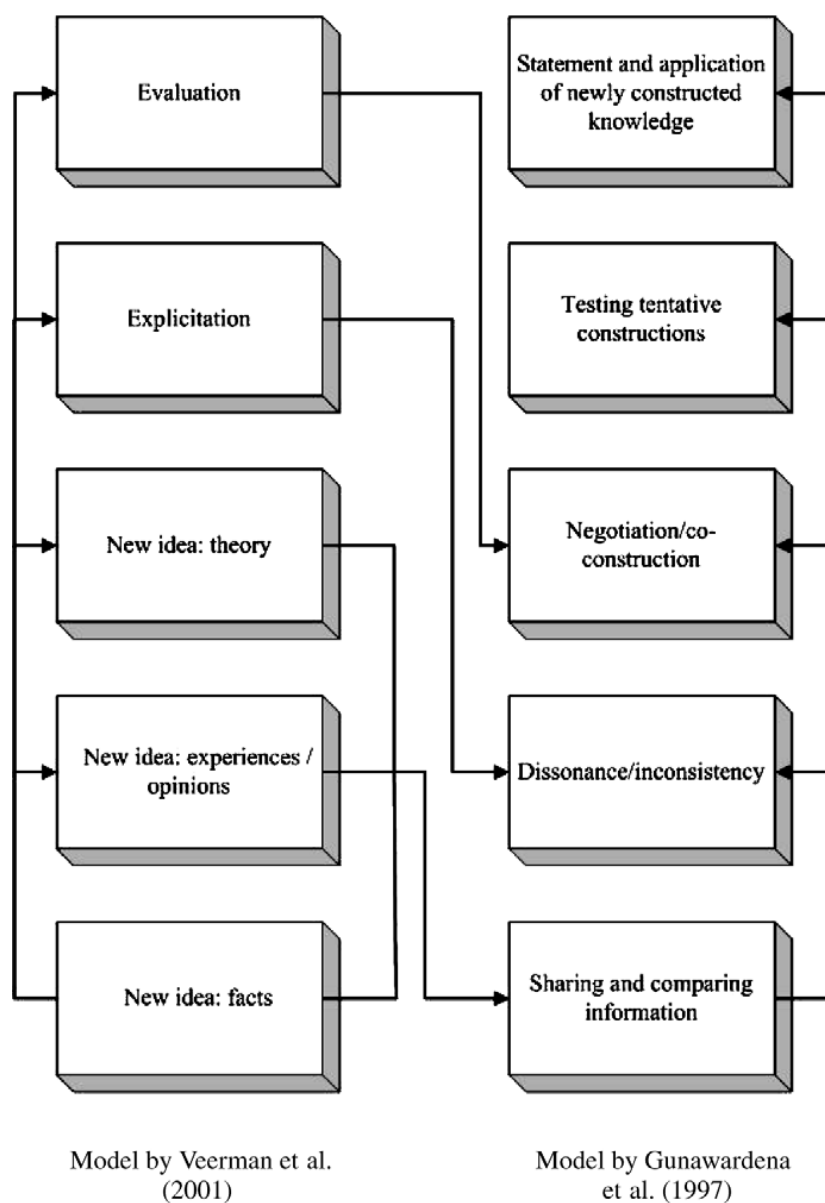 Evaluation
Explicitation
New idea: theory
New idea: experiences /
opinions
New idea: facts
Model by Veerman et al.
(2001)
Statement and application
of newly constructed
knowledge
Testing tentative
constructions
Negotiation/co-
construction
Dissonance/inconsistency
Sharing and comparing
information
Model by Gunawardena
et al. (1997)